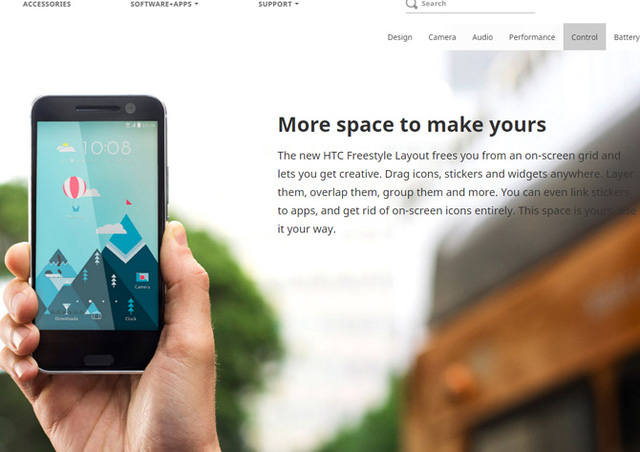 ACCESSORIES
SOFTWARE+APPS
SUPPORT
Search
Design
Camera
Audio
Performance
Control
Battery
10:08
More space to make yours
The new HTC Freestyle Layout frees you from an on-screen grid and
lets you get creative. Drag icons, stickers and widgets anywhere. Layer
them, overlap them, group them and more. You can even link stickers
to apps, and get rid of on-screen icons entirely. This space is yours, use
it your way.
Camera
Downloads
Clock